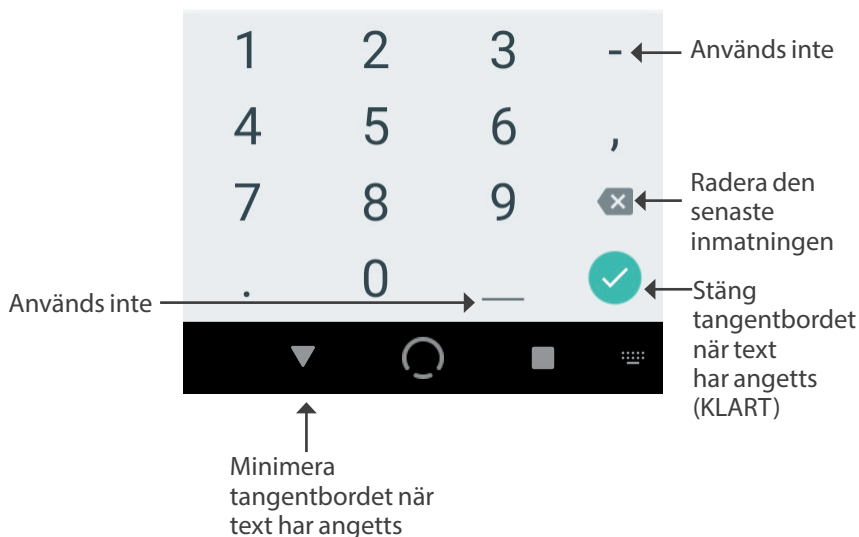 1 2 3 - Används inte
4 5 6 ,
7 8 9 Radera den
senaste
inmatningen
Används inte . 0 _ Stäng
tangentbordet
när text
har angetts
(KLART)
Minimera
tangentbordet när
text har angetts